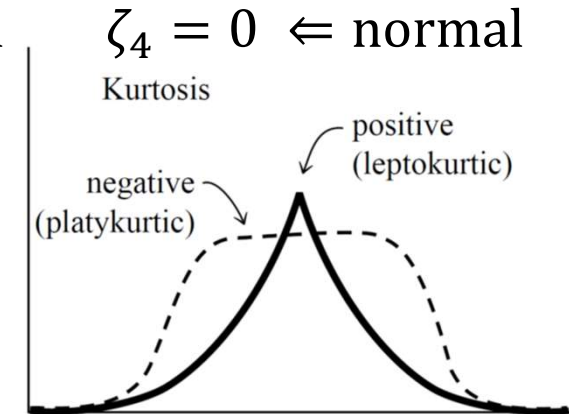 ζ₄ = 0 ⇐ normal
Kurtosis
positive
(leptokurtic)
negative
(platykurtic)